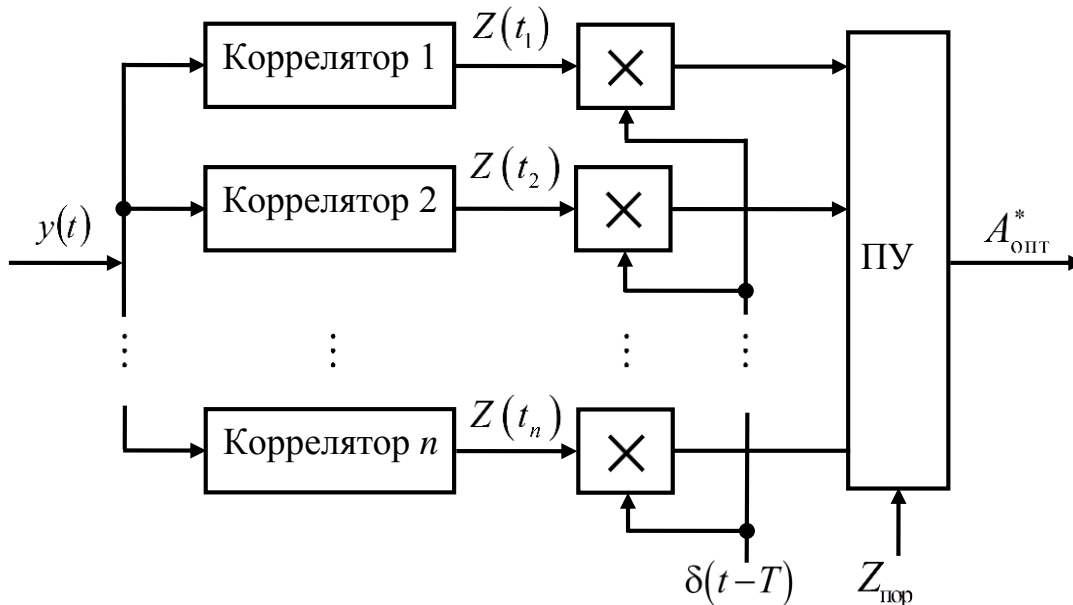 Коррелятор 1
Z(t₁)
×
Коррелятор 2
Z(t₂)
×
y(t)
ПУ
A*опт
⋮ ⋮ ⋮ ⋮
Коррелятор n
Z(tₙ)
×
δ(t−T)
Zпор